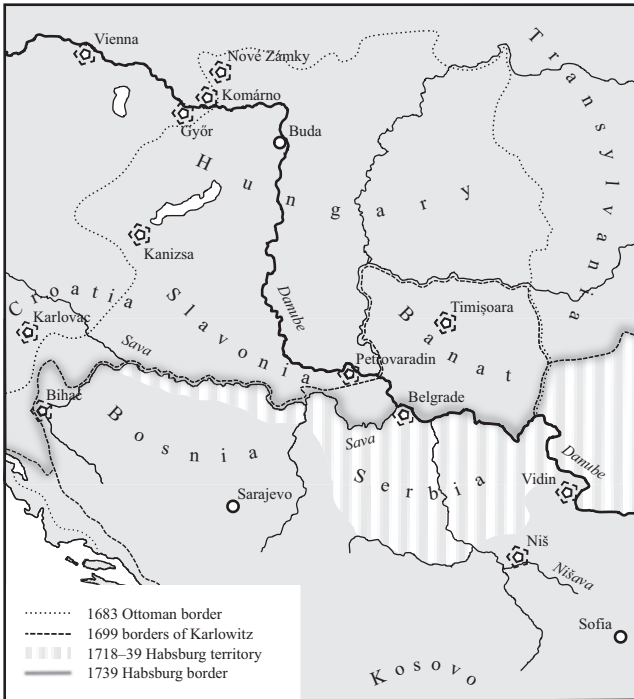 Vienna
Nové Zámky
Komárno
Győr
Buda
Transylvania
Hungary
Kanizsa
Croatia
Karlovac
Slavonia
Danube
Sava
Timişoara
Banat
Petrovaradin
Belgrade
Bihać
Bosnia
Sava
Serbia
Danube
Vidin
Sarajevo
Niš
Nišava
Sofia
Kosovo
1683 Ottoman border
1699 borders of Karlowitz
1718–39 Habsburg territory
1739 Habsburg border